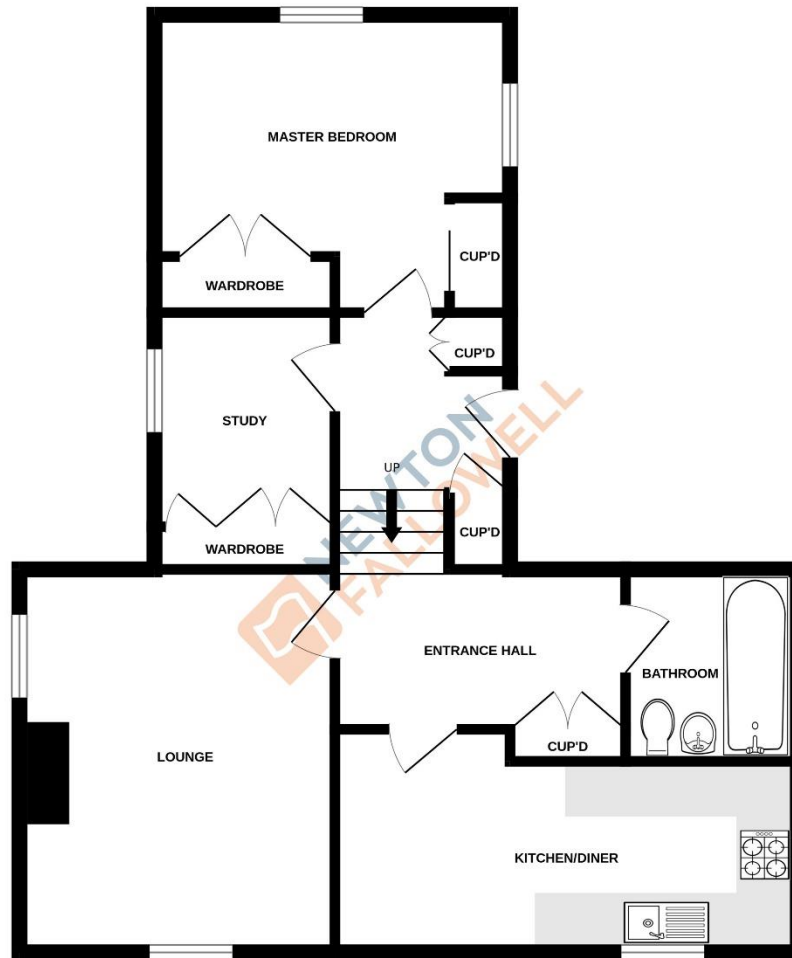 MASTER BEDROOM
CUP'D
WARDROBE
CUP'D
STUDY
UP
CUP'D
WARDROBE
NEWTON
FALLOWELL
ENTRANCE HALL
BATHROOM
CUP'D
LOUNGE
KITCHEN/DINER